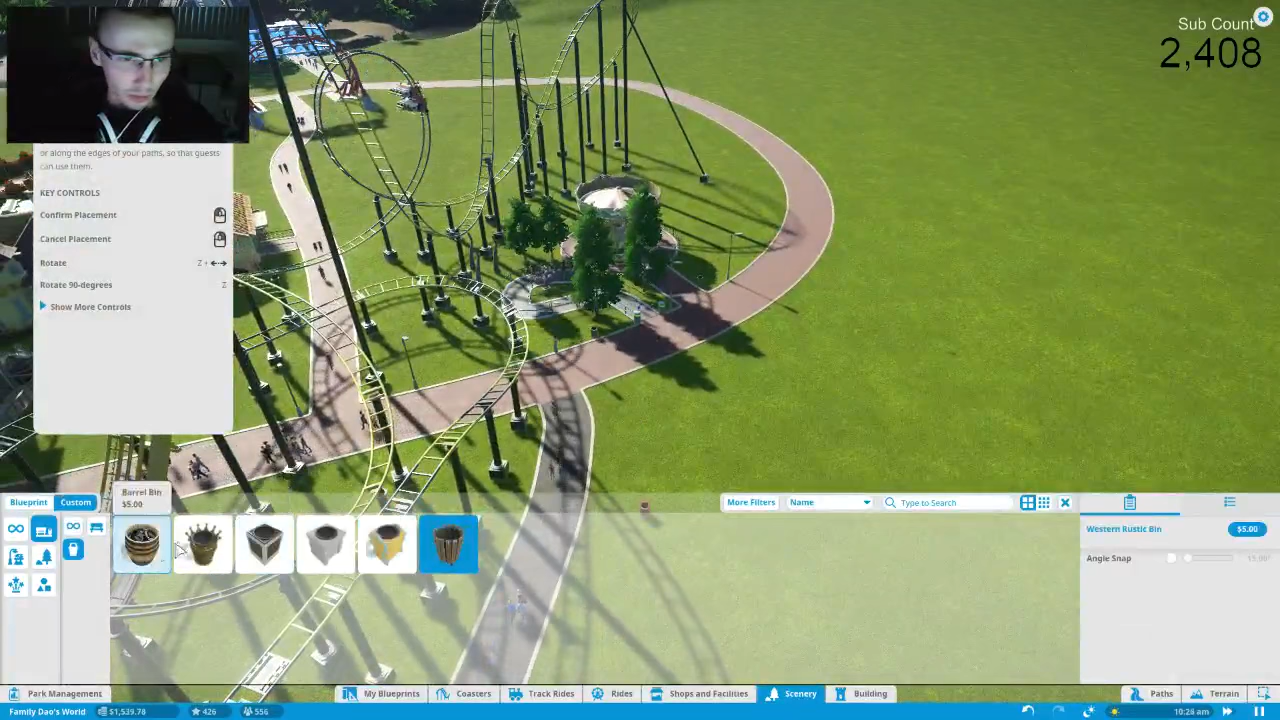 Sub Count
2,408
or along the edges of your paths, so that guests
can use them.
KEY CONTROLS
Confirm Placement
Cancel Placement
Rotate Z +
Rotate 90-degrees Z
Show More Controls
Blueprint Custom
Barrel Bin
$5.00
More Filters Name Type to Search
Western Rustic Bin $5.00
Angle Snap 15.00°
Park Management My Blueprints Coasters Track Rides Rides Shops and Facilities Scenery Building Paths Terrain
Family Dao's World $1,539.78 426 556 10:28 am